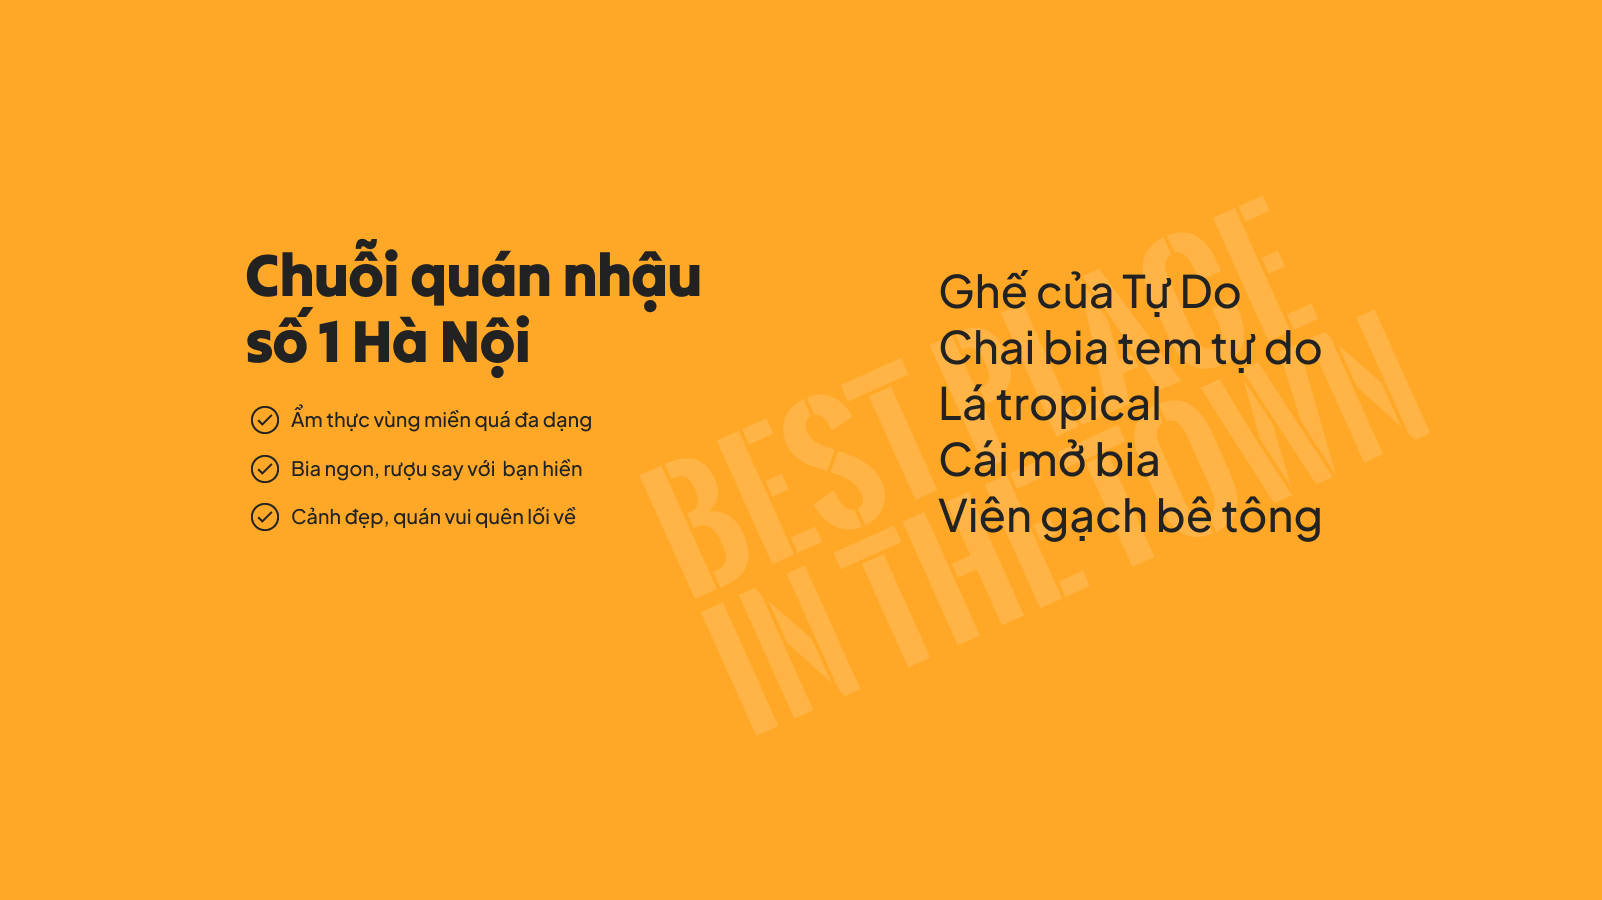 Chuỗi quán nhậu
số 1 Hà Nội
Ẩm thực vùng miền quá đa dạng
Bia ngon, rượu say với bạn hiền
Cảnh đẹp, quán vui quên lối về
BEST PLACE
IN THE TOWN
Ghế của Tự Do
Chai bia tem tự do
Lá tropical
Cái mở bia
Viên gạch bê tông